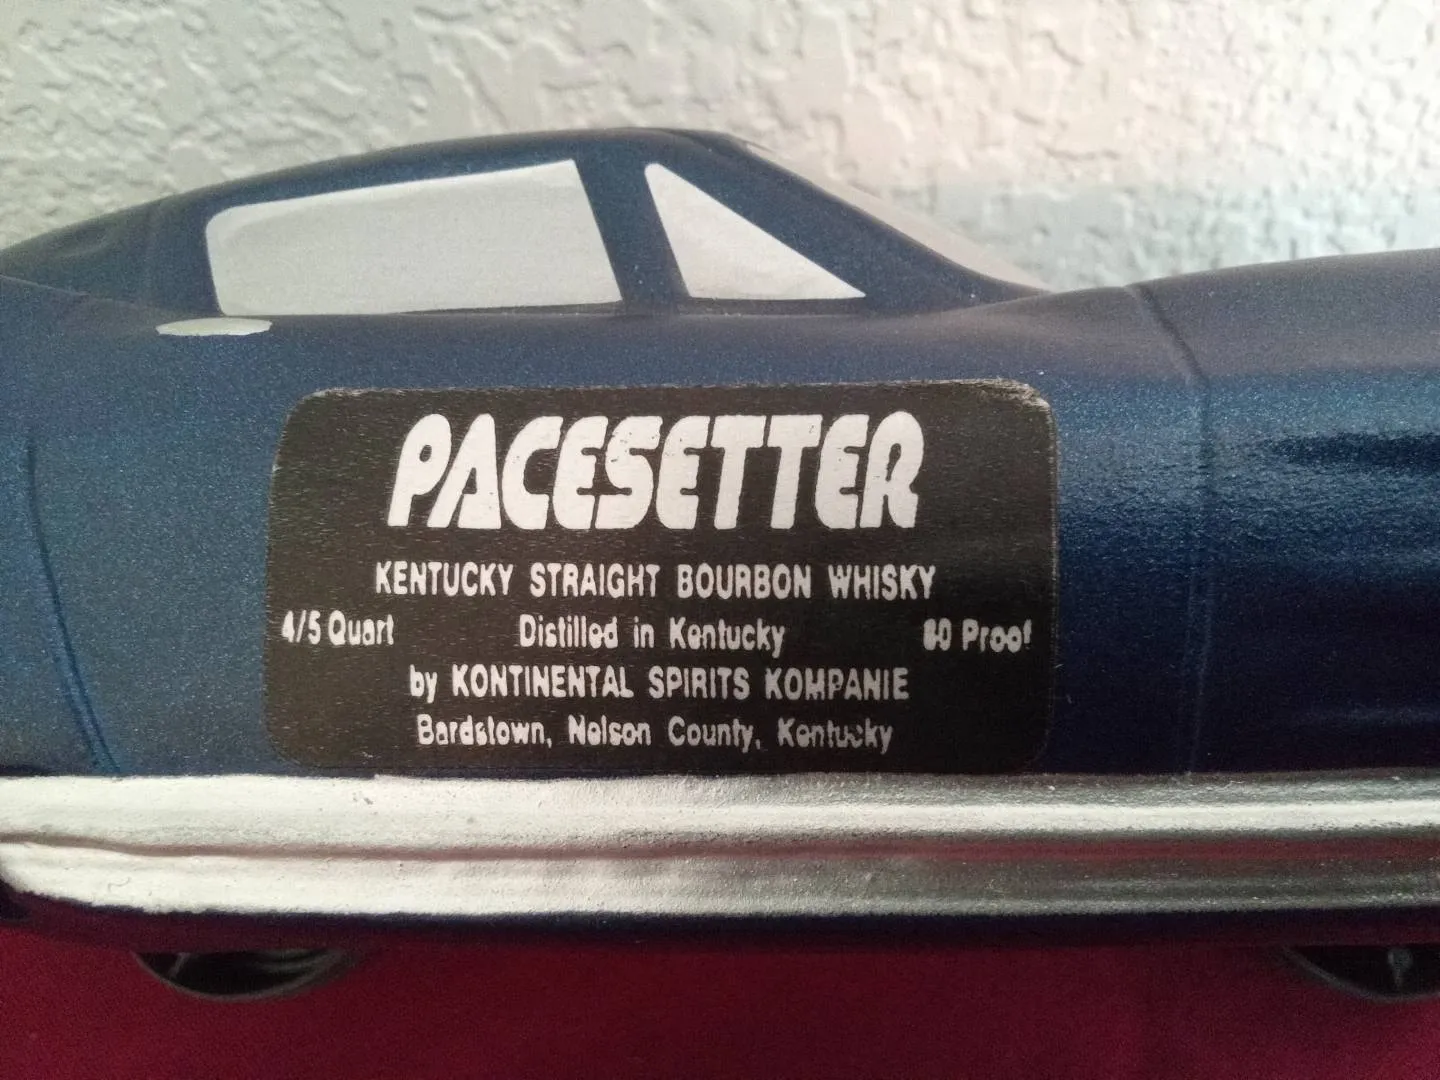 PACESETTER
KENTUCKY STRAIGHT BOURBON WHISKY
4/5 Quart Distilled in Kentucky 80 Proof
by KONTINENTAL SPIRITS KOMPANIE
Bardstown, Nelson County, Kentucky